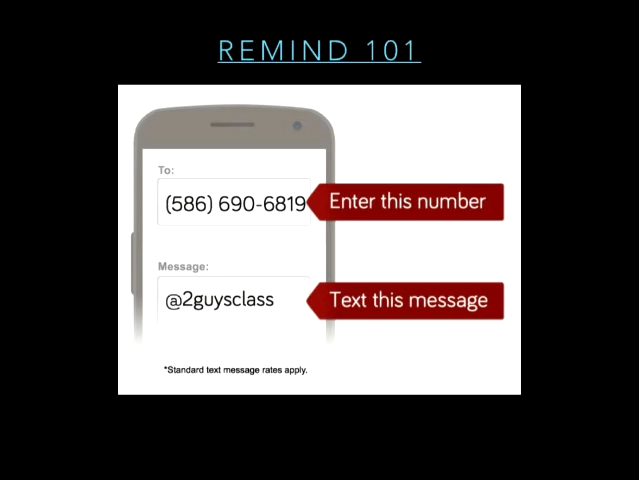 REMIND 101
To:
(586) 690-6819
Enter this number
Message:
@2guysclass
Text this message
*Standard text message rates apply.